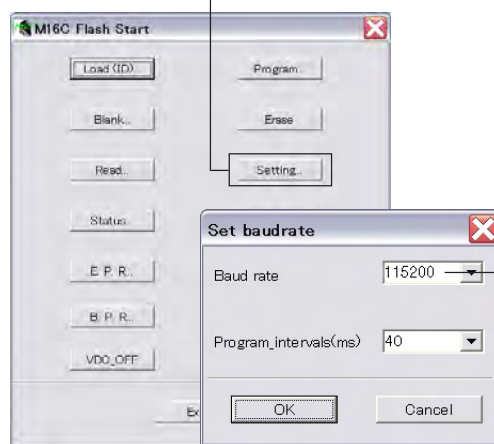 M16C Flash Start
Load (ID)... Program...
Blank... Erase
Read... Setting...
Status...
E. P. R...
B. P. R...
VDC_OFF
Set baudrate
Baud rate 115200
Program_intervals(ms) 40
OK Cancel